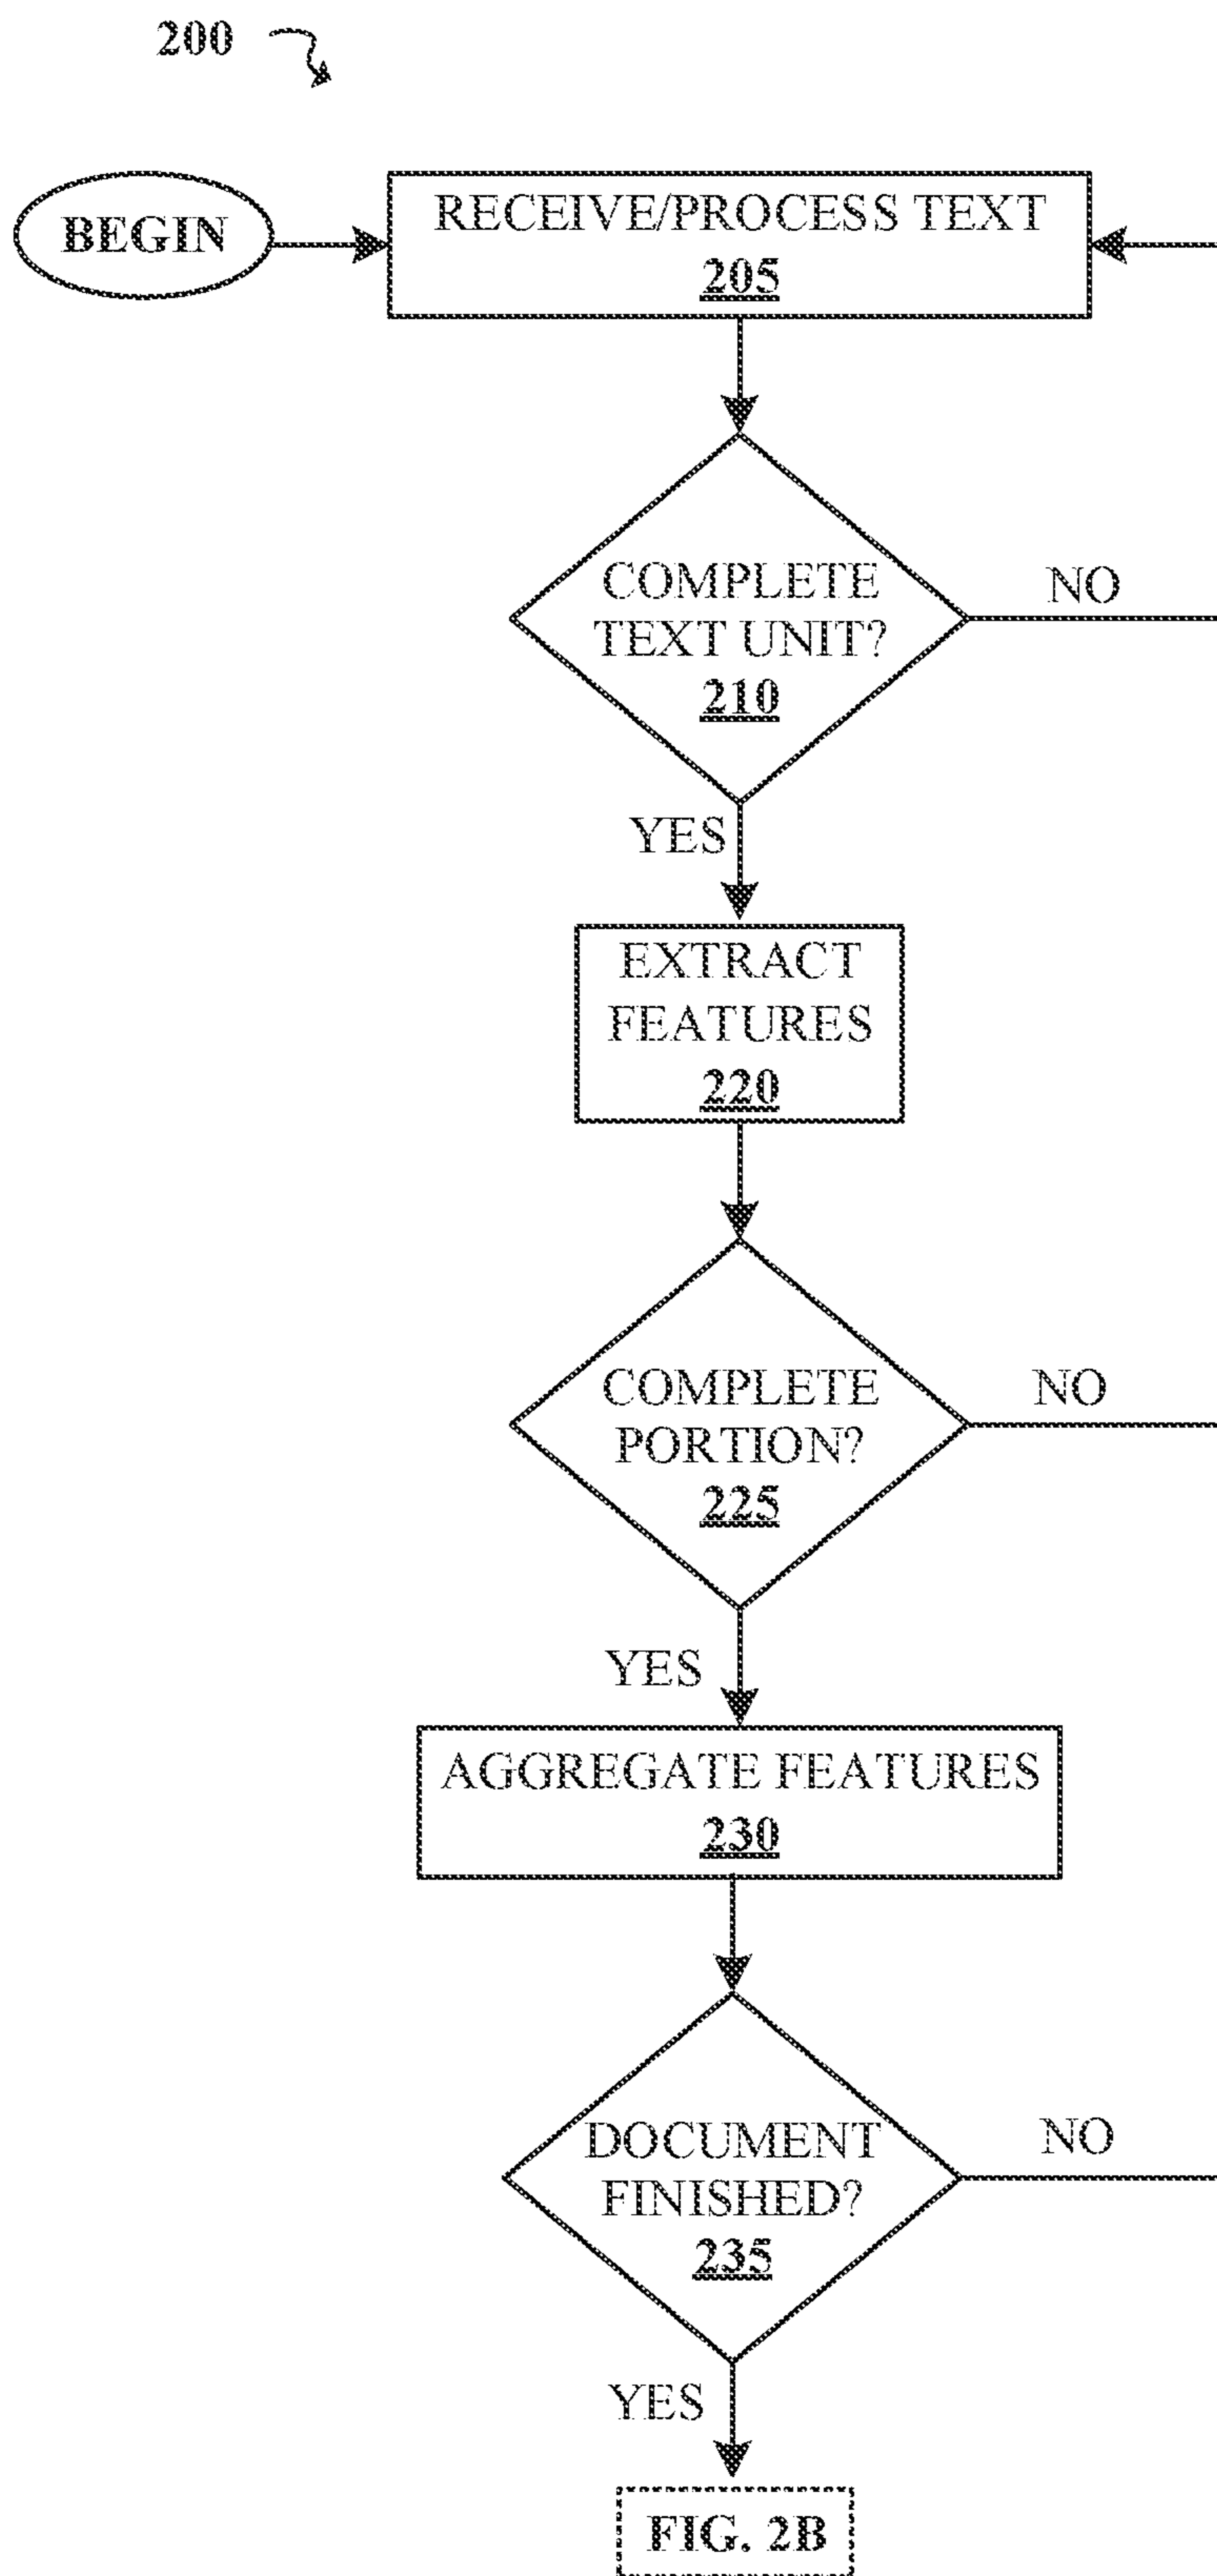 200
BEGIN
RECEIVE/PROCESS TEXT
205
COMPLETE
TEXT UNIT?
210
NO
YES
EXTRACT
FEATURES
220
COMPLETE
PORTION?
225
NO
YES
AGGREGATE FEATURES
230
DOCUMENT
FINISHED?
235
NO
YES
FIG. 2B